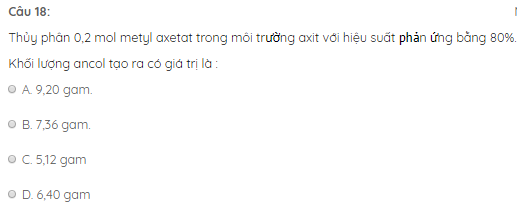 Câu 18:
Thủy phân 0,2 mol metyl axetat trong môi trường axit với hiệu suất phản ứng bằng 80%.
Khối lượng ancol tạo ra có giá trị là :
A. 9,20 gam.
B. 7,36 gam.
C. 5,12 gam
D. 6,40 gam